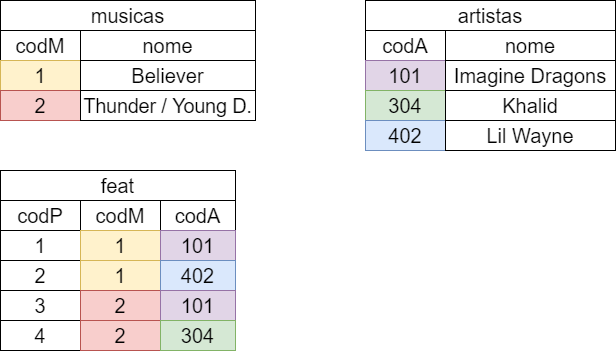 musicas
codM nome
1 Believer
2 Thunder / Young D.
artistas
codA nome
101 Imagine Dragons
304 Khalid
402 Lil Wayne
feat
codP codM codA
1 1 101
2 1 402
3 2 101
4 2 304